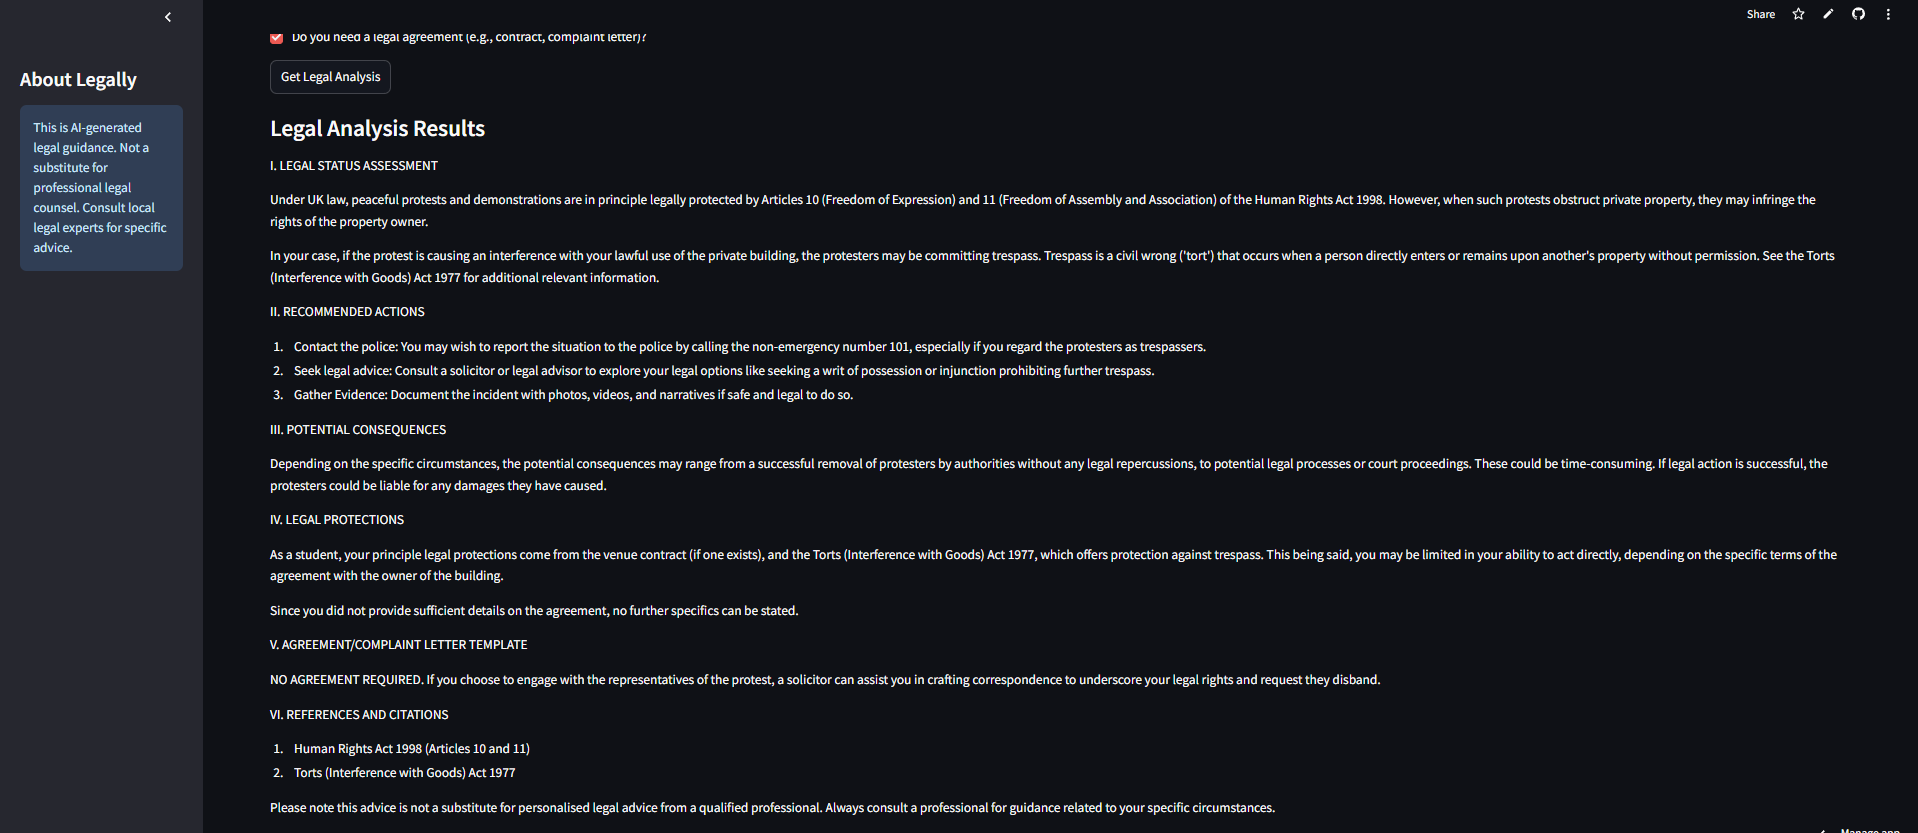 Share
Do you need a legal agreement (e.g., contract, complaint letter)?
Get Legal Analysis
About Legally
This is AI-generated
legal guidance. Not a
substitute for
professional legal
counsel. Consult local
legal experts for specific
advice.
Legal Analysis Results
I. LEGAL STATUS ASSESSMENT
Under UK law, peaceful protests and demonstrations are in principle legally protected by Articles 10 (Freedom of Expression) and 11 (Freedom of Assembly and Association) of the Human Rights Act 1998. However, when such protests obstruct private property, they may infringe the
rights of the property owner.
In your case, if the protest is causing an interference with your lawful use of the private building, the protesters may be committing trespass. Trespass is a civil wrong ('tort') that occurs when a person directly enters or remains upon another's property without permission. See the Torts
(Interference with Goods) Act 1977 for additional relevant information.
II. RECOMMENDED ACTIONS
1. Contact the police: You may wish to report the situation to the police by calling the non-emergency number 101, especially if you regard the protesters as trespassers.
2. Seek legal advice: Consult a solicitor or legal advisor to explore your legal options like seeking a writ of possession or injunction prohibiting further trespass.
3. Gather Evidence: Document the incident with photos, videos, and narratives if safe and legal to do so.
III. POTENTIAL CONSEQUENCES
Depending on the specific circumstances, the potential consequences may range from a successful removal of protesters by authorities without any legal repercussions, to potential legal processes or court proceedings. These could be time-consuming. If legal action is successful, the
protesters could be liable for any damages they have caused.
IV. LEGAL PROTECTIONS
As a student, your principle legal protections come from the venue contract (if one exists), and the Torts (Interference with Goods) Act 1977, which offers protection against trespass. This being said, you may be limited in your ability to act directly, depending on the specific terms of the
agreement with the owner of the building.
Since you did not provide sufficient details on the agreement, no further specifics can be stated.
V. AGREEMENT/COMPLAINT LETTER TEMPLATE
NO AGREEMENT REQUIRED. If you choose to engage with the representatives of the protest, a solicitor can assist you in crafting correspondence to underscore your legal rights and request they disband.
VI. REFERENCES AND CITATIONS
1. Human Rights Act 1998 (Articles 10 and 11)
2. Torts (Interference with Goods) Act 1977
Please note this advice is not a substitute for personalised legal advice from a qualified professional. Always consult a professional for guidance related to your specific circumstances.
Manage app